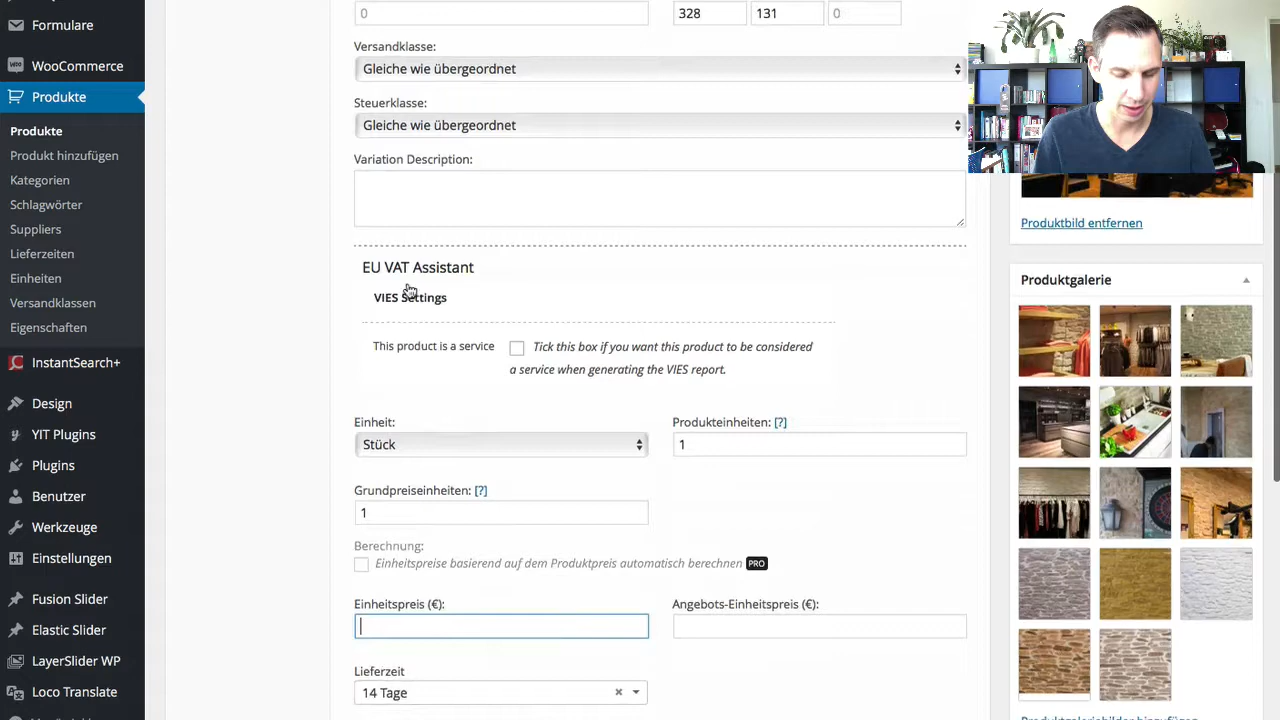 Formulare
WooCommerce
Produkte
Produkte
Produkt hinzufügen
Kategorien
Schlagwörter
Suppliers
Lieferzeiten
Einheiten
Versandklassen
Eigenschaften
InstantSearch+
Design
YIT Plugins
Plugins
Benutzer
Werkzeuge
Einstellungen
Fusion Slider
Elastic Slider
LayerSlider WP
Loco Translate
0
328 131 0
Versandklasse:
Gleiche wie übergeordnet
Steuerklasse:
Gleiche wie übergeordnet
Variation Description:
EU VAT Assistant
VIES Settings
This product is a service
Tick this box if you want this product to be considered
a service when generating the VIES report.
Einheit:
Stück
Produkteinheiten: [?]
1
Grundpreiseinheiten: [?]
1
Berechnung:
Einheitspreise basierend auf dem Produktpreis automatisch berechnen PRO
Einheitspreis (€):
Angebots-Einheitspreis (€):
Lieferzeit
14 Tage
Produktbild entfernen
Produktgalerie
Produktgaleriebilder hinzufügen